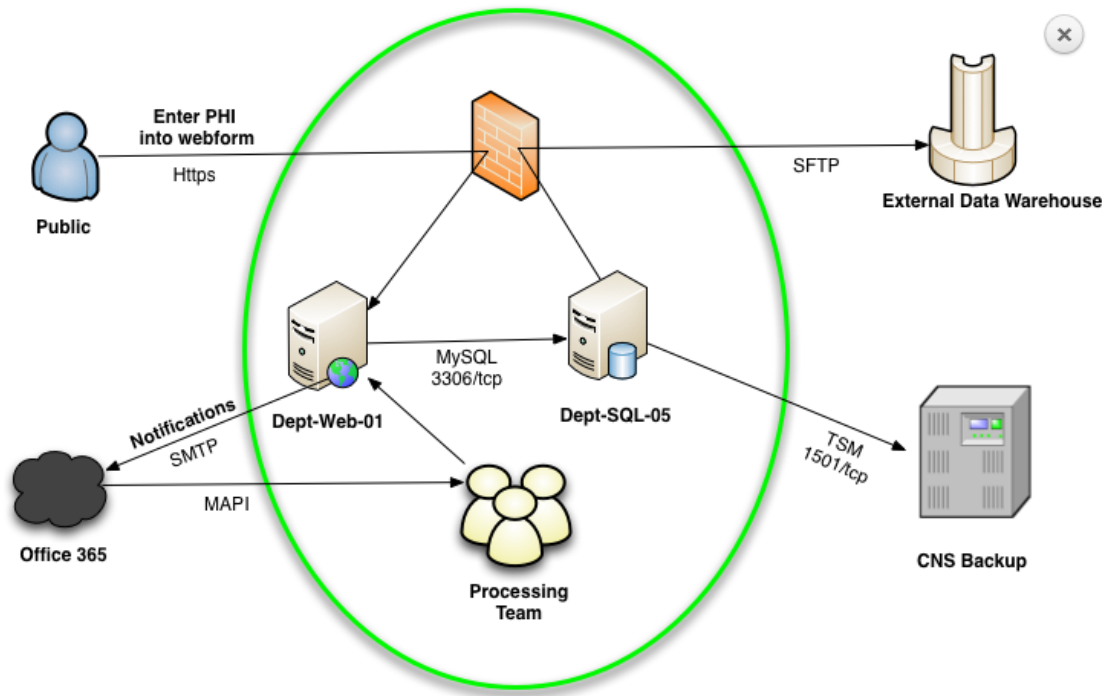 Enter PHI
into webform
Https
Public
SFTP
External Data Warehouse
MySQL
3306/tcp
Dept-Web-01
Dept-SQL-05
Notifications
SMTP
TSM
1501/tcp
MAPI
Office 365
CNS Backup
Processing
Team